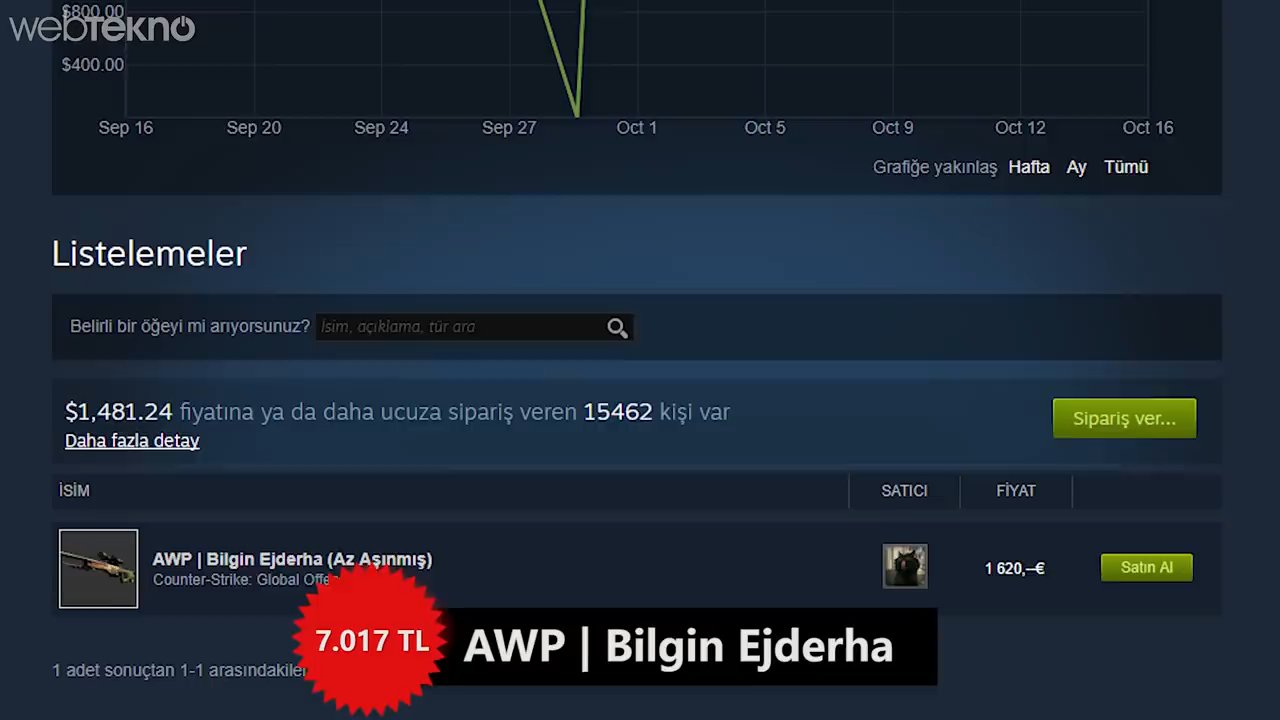 $800.00
webtekno
$400.00
Sep 16 Sep 20 Sep 24 Sep 27 Oct 1 Oct 5 Oct 9 Oct 12 Oct 16
Grafiğe yakınlaş Hafta Ay Tümü
Listelemeler
Belirli bir öğeyi mi arıyorsunuz? İsim, açıklama, tür ara
$1,481.24 fiyatına ya da daha ucuza sipariş veren 15462 kişi var
Sipariş ver...
Daha fazla detay
İSİM SATICI FİYAT
AWP | Bilgin Ejderha (Az Aşınmış)
Counter-Strike: Global Offe
1 620,--€ Satın Al
7.017 TL AWP | Bilgin Ejderha
1 adet sonuçtan 1-1 arasındakiler